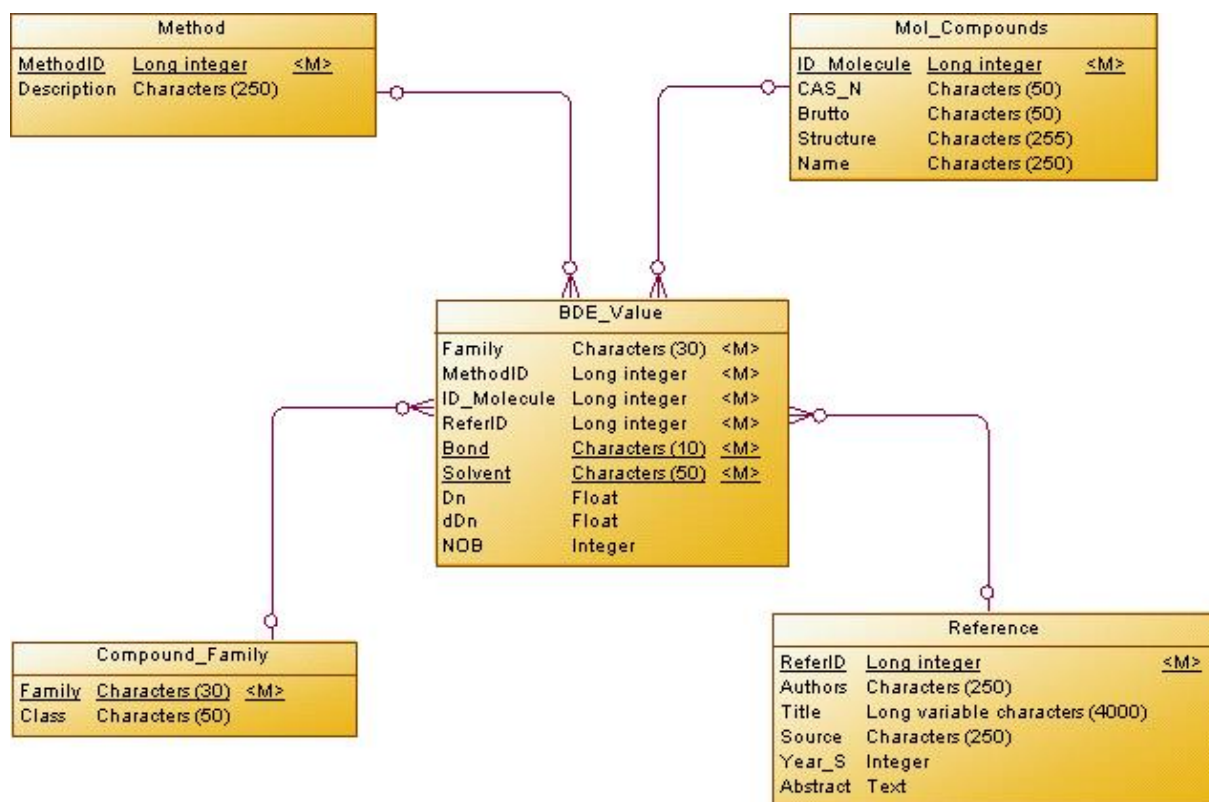 Method
MethodID Long integer <M>
Description Characters (250)
Mol_Compounds
ID_Molecule Long integer <M>
CAS_N Characters (50)
Brutto Characters (50)
Structure Characters (255)
Name Characters (250)
BDE_Value
Family Characters (30) <M>
MethodID Long integer <M>
ID_Molecule Long integer <M>
ReferID Long integer <M>
Bond Characters (10) <M>
Solvent Characters (50) <M>
Dn Float
dDn Float
NOB Integer
Compound_Family
Family Characters (30) <M>
Class Characters (50)
Reference
ReferID Long integer <M>
Authors Characters (250)
Title Long variable characters (4000)
Source Characters (250)
Year_S Integer
Abstract Text